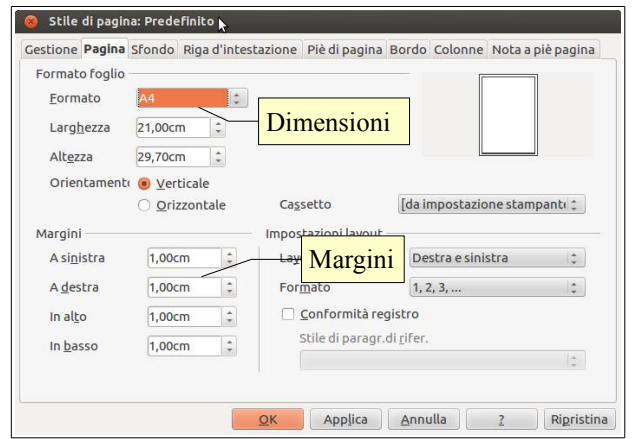 Stile di pagina: Predefinito
Gestione Pagina Sfondo Riga d'intestazione Piè di pagina Bordo Colonne Nota a piè pagina
Formato foglio
Formato A4
Dimensioni
Larghezza 21,00cm
Altezza 29,70cm
Orientamento Verticale
Orizzontale Cassetto [da impostazione stampante
Margini Impostazioni layout
A sinistra 1,00cm Margini Destra e sinistra
A destra 1,00cm Formato 1, 2, 3, ...
In alto 1,00cm Conformità registro
Stile di paragr.di rifer.
In basso 1,00cm
OK Applica Annulla ? Ripristina